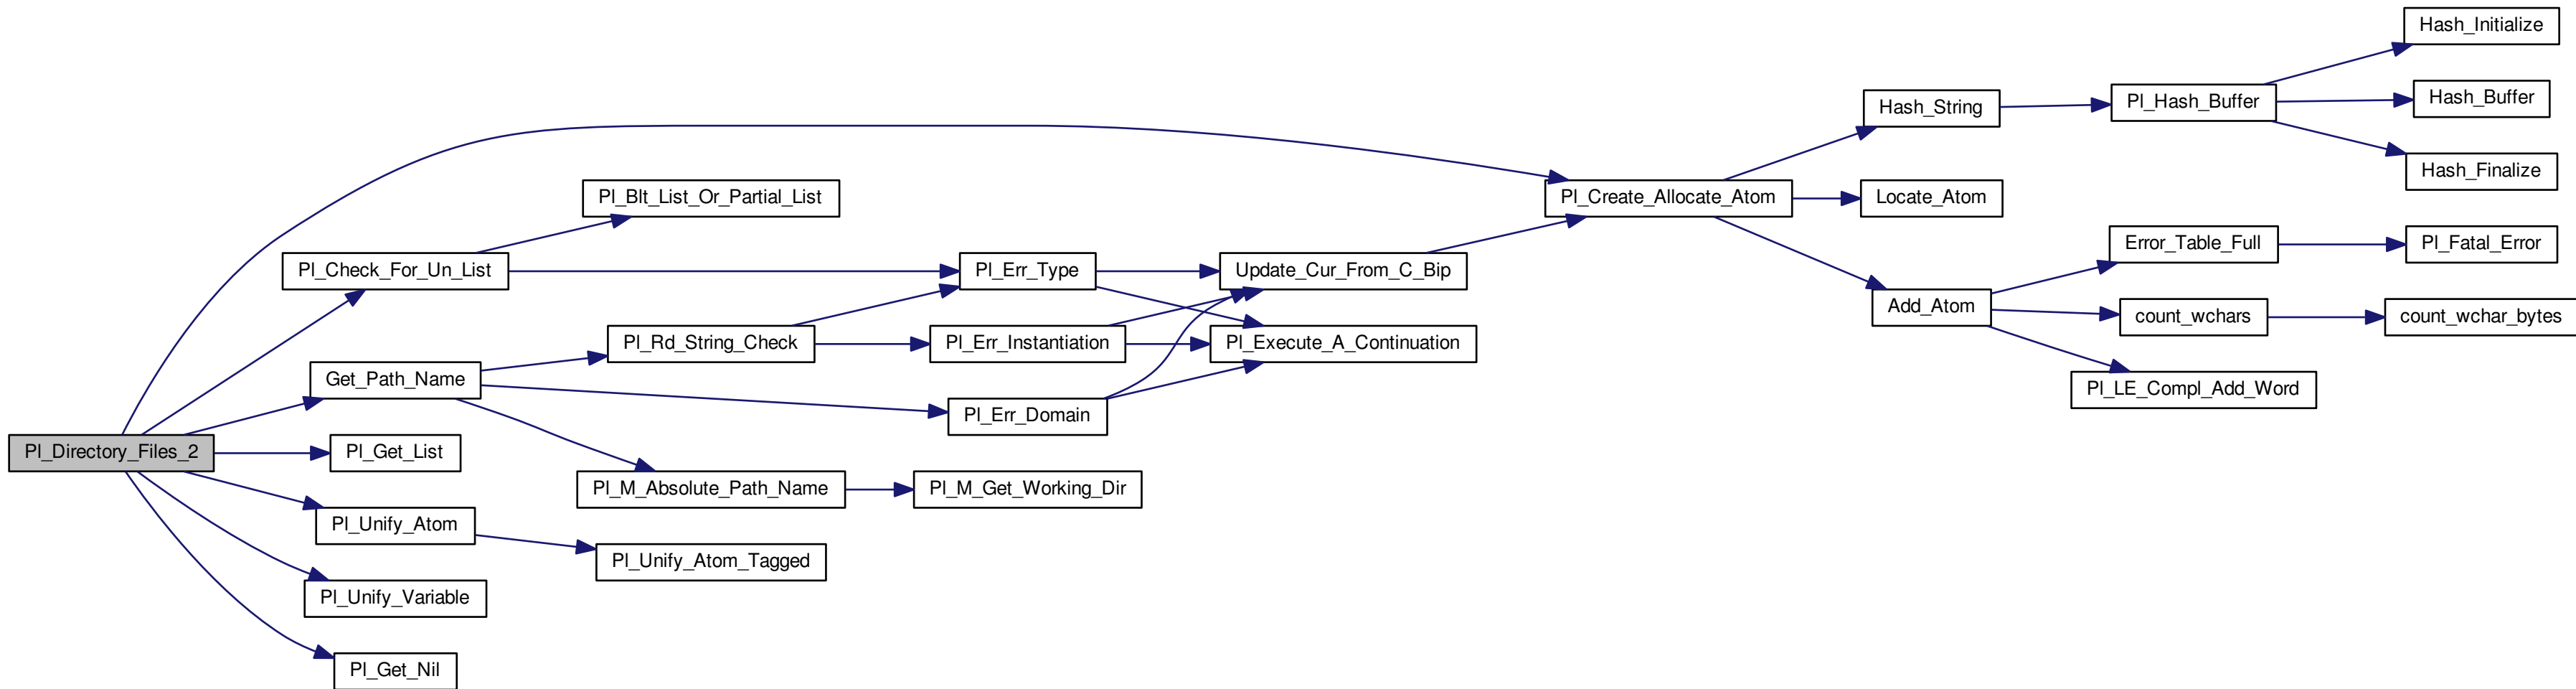 Hash_Initialize
Hash_Buffer
Hash_String
Pl_Hash_Buffer
Hash_Finalize
Pl_Blt_List_Or_Partial_List
Pl_Create_Allocate_Atom
Locate_Atom
Error_Table_Full
Pl_Fatal_Error
Pl_Check_For_Un_List
Pl_Err_Type
Update_Cur_From_C_Bip
Add_Atom
count_wchars
count_wchar_bytes
Pl_Rd_String_Check
Pl_Err_Instantiation
Pl_Execute_A_Continuation
Get_Path_Name
Pl_LE_Compl_Add_Word
Pl_Err_Domain
Pl_Directory_Files_2
Pl_Get_List
Pl_M_Absolute_Path_Name
Pl_M_Get_Working_Dir
Pl_Unify_Atom
Pl_Unify_Atom_Tagged
Pl_Unify_Variable
Pl_Get_Nil